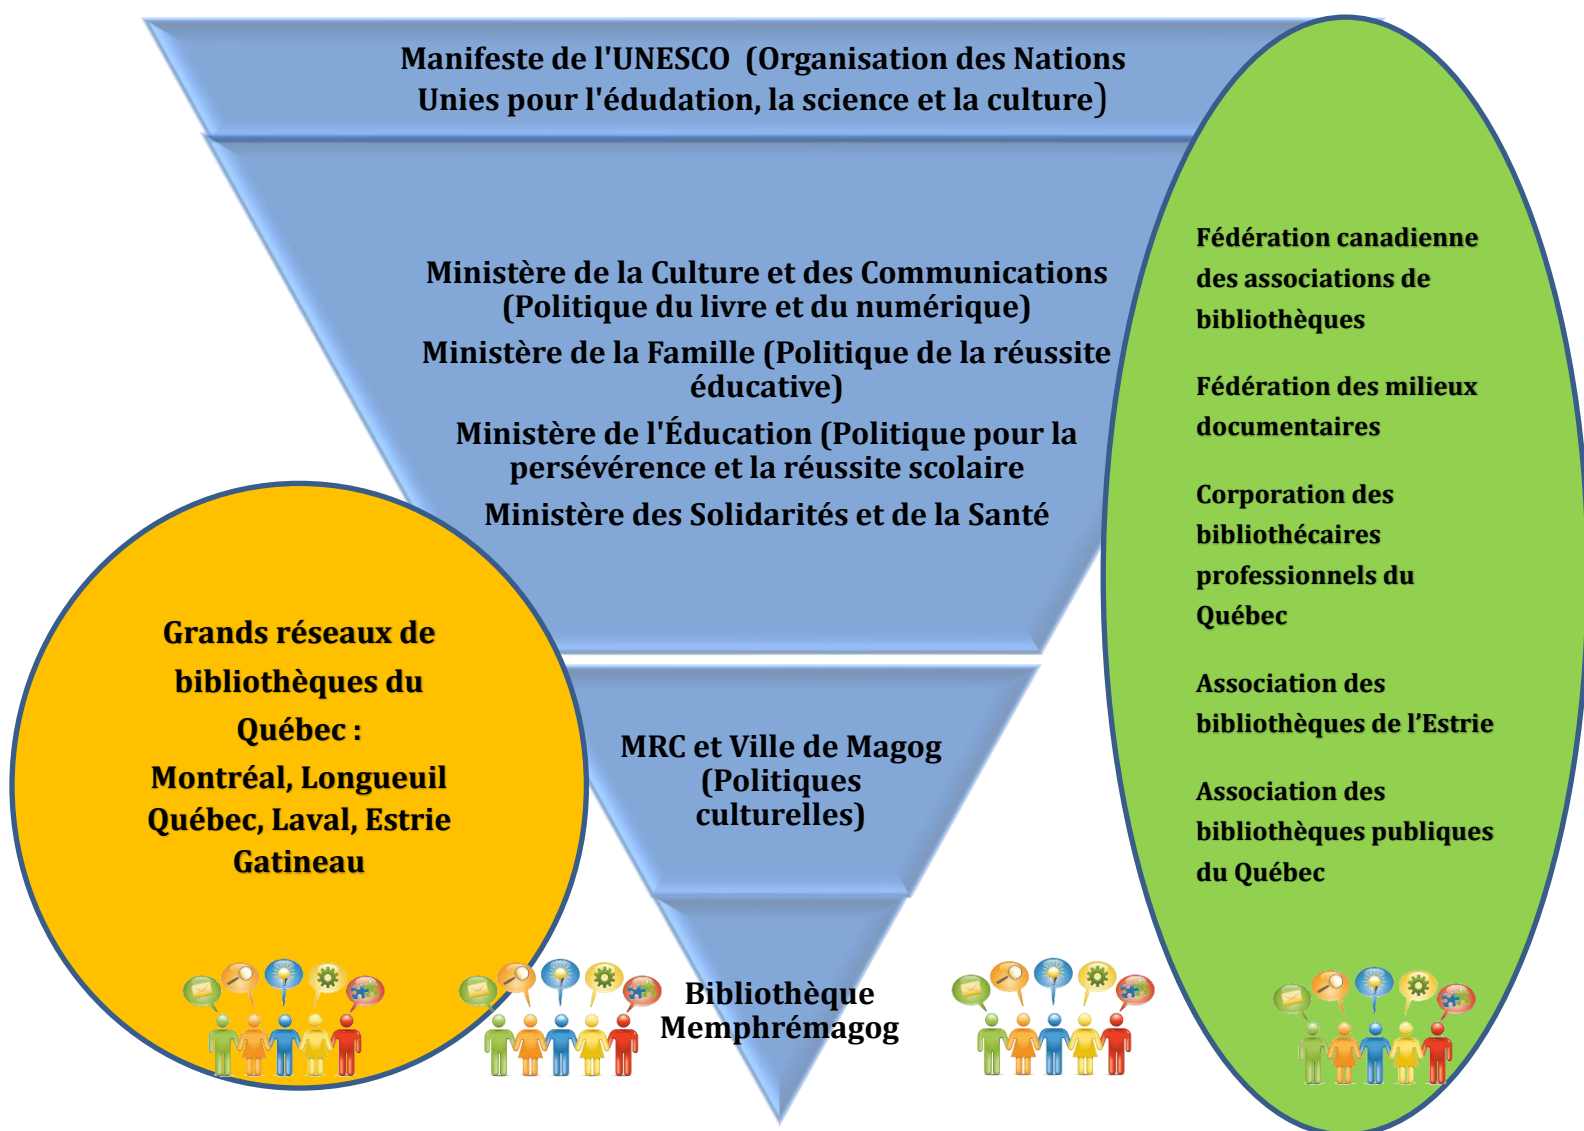 Manifeste de l'UNESCO (Organisation des Nations
Unies pour l'édudation, la science et la culture)
Ministère de la Culture et des Communications
(Politique du livre et du numérique)
Ministère de la Famille (Politique de la réussite
éducative)
Ministère de l'Éducation (Politique pour la
persévérence et la réussite scolaire
Ministère des Solidarités et de la Santé
MRC et Ville de Magog
(Politiques
culturelles)
Bibliothèque
Memphrémagog
Grands réseaux de
bibliothèques du
Québec :
Montréal, Longueuil
Québec, Laval, Estrie
Gatineau
Fédération canadienne
des associations de
bibliothèques
Fédération des milieux
documentaires
Corporation des
bibliothécaires
professionnels du
Québec
Association des
bibliothèques de l’Estrie
Association des
bibliothèques publiques
du Québec